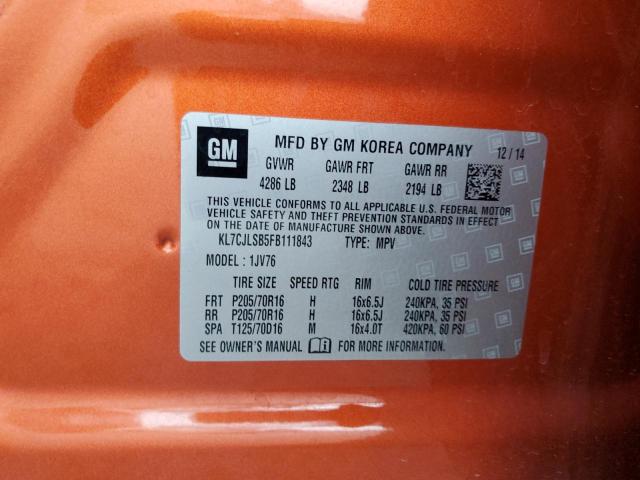 GM
MFD BY GM KOREA COMPANY 12 / 14
GVWR GAWR FRT GAWR RR
4286 LB 2348 LB 2194 LB
THIS VEHICLE CONFORMS TO ALL APPLICABLE U.S. FEDERAL MOTOR
VEHICLE SAFETY AND THEFT PREVENTION STANDARDS IN EFFECT
ON THE DATE OF MANUFACTURE SHOWN ABOVE.
KL7CJLSB5FB111843 TYPE: MPV
MODEL : 1JV76
TIRE SIZE SPEED RTG RIM COLD TIRE PRESSURE
FRT P205/70R16 H 16x6.5J 240KPA, 35 PSI
RR P205/70R16 H 16x6.5J 240KPA, 35 PSI
SPA T125/70D16 M 16x4.0T 420KPA, 60 PSI
SEE OWNER'S MANUAL FOR MORE INFORMATION.